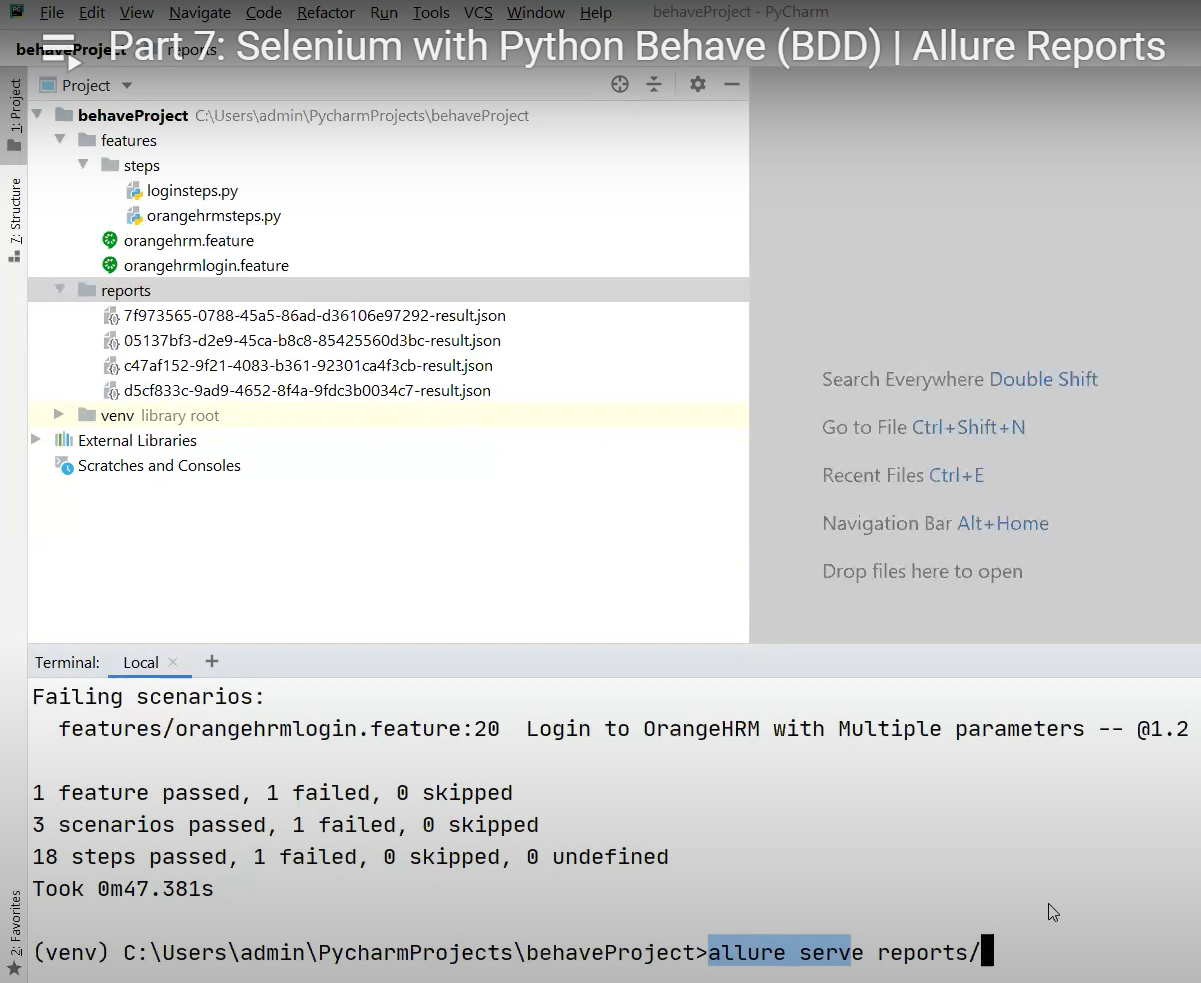 File Edit View Navigate Code Refactor Run Tools VCS Window Help behaveProject - PyCharm
behaveProject reports
Part 7: Selenium with Python Behave (BDD) | Allure Reports
1: Project
Project
behaveProject C:\Users\admin\PycharmProjects\behaveProject
features
steps
loginsteps.py
7: Structure
orangehrmsteps.py
orangehrm.feature
orangehrmlogin.feature
reports
7f973565-0788-45a5-86ad-d36106e97292-result.json
05137bf3-d2e9-45ca-b8c8-85425560d3bc-result.json
c47af152-9f21-4083-b361-92301ca4f3cb-result.json
d5cf833c-9ad9-4652-8f4a-9fdc3b0034c7-result.json
venv library root
External Libraries
Scratches and Consoles
Search Everywhere Double Shift
Go to File Ctrl+Shift+N
Recent Files Ctrl+E
Navigation Bar Alt+Home
Drop files here to open
Terminal: Local × +
Failing scenarios:
features/orangehrmlogin.feature:20 Login to OrangeHRM with Multiple parameters -- @1.2
1 feature passed, 1 failed, 0 skipped
3 scenarios passed, 1 failed, 0 skipped
18 steps passed, 1 failed, 0 skipped, 0 undefined
Took 0m47.381s
2: Favorites
(venv) C:\Users\admin\PycharmProjects\behaveProject>allure serve reports/